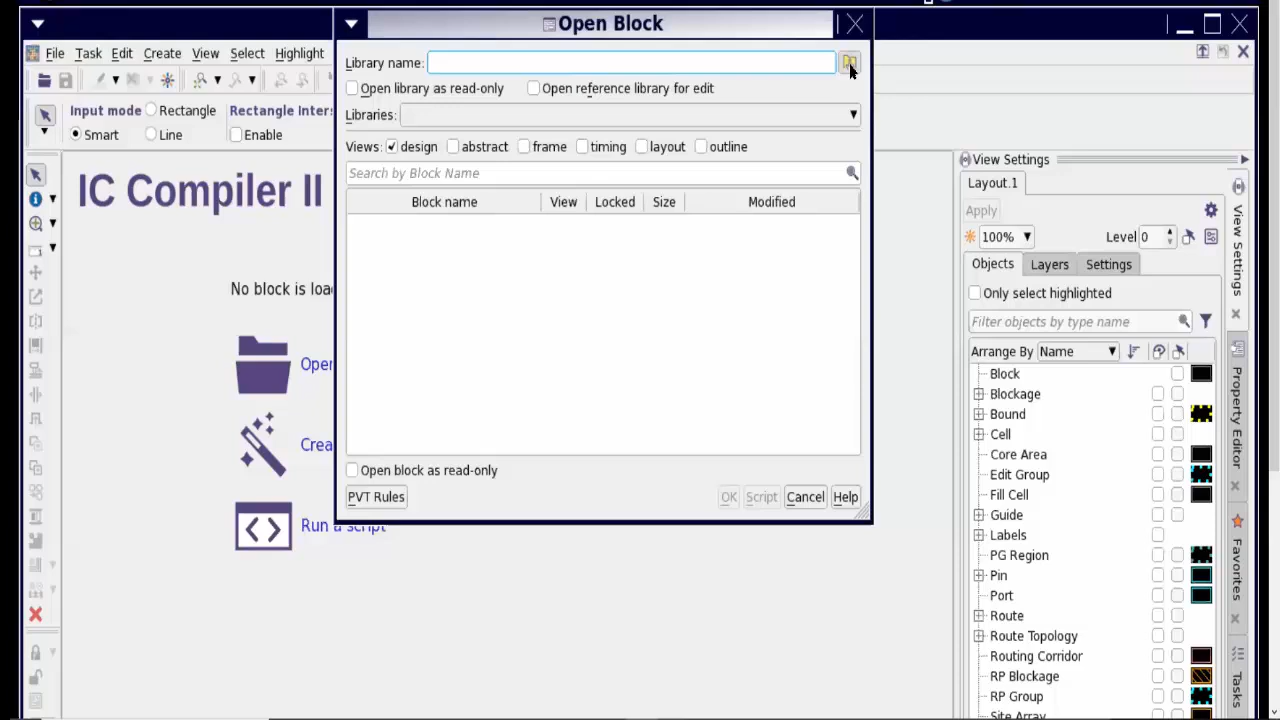 Open Block
File Task Edit Create View Select Highlight
Library name:
Open library as read-only Open reference library for edit
Input mode Rectangle Rectangle Inters
Smart Line Enable
Libraries:
Views: design abstract frame timing layout outline
Search by Block Name
Block name View Locked Size Modified
IC Compiler II
No block is loa
Open
Crea
Run a script
Open block as read-only
PVT Rules OK Script Cancel Help
View Settings
Layout.1
Apply
100% Level 0
Objects Layers Settings
Only select highlighted
Filter objects by type name
Arrange By Name
Block
Blockage
Bound
Cell
Core Area
Edit Group
Fill Cell
Guide
Labels
PG Region
Pin
Port
Route
Route Topology
Routing Corridor
RP Blockage
RP Group
Site Array
View Settings
Property Editor
Favorites
Tasks